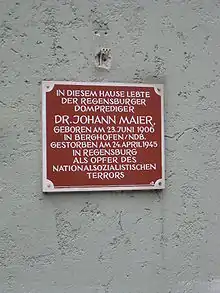 IN DIESEM HAUSE LEBTE
DER REGENSBURGER
DOMPREDIGER
DR. JOHANN MAIER,
GEBOREN AM 23. JUNI 1906
IN BERGHOFEN/NDB.
GESTORBEN AM 24. APRIL 1945
IN REGENSBURG
ALS OPFER DES
NATIONALSOZIALISTISCHEN
TERRORS